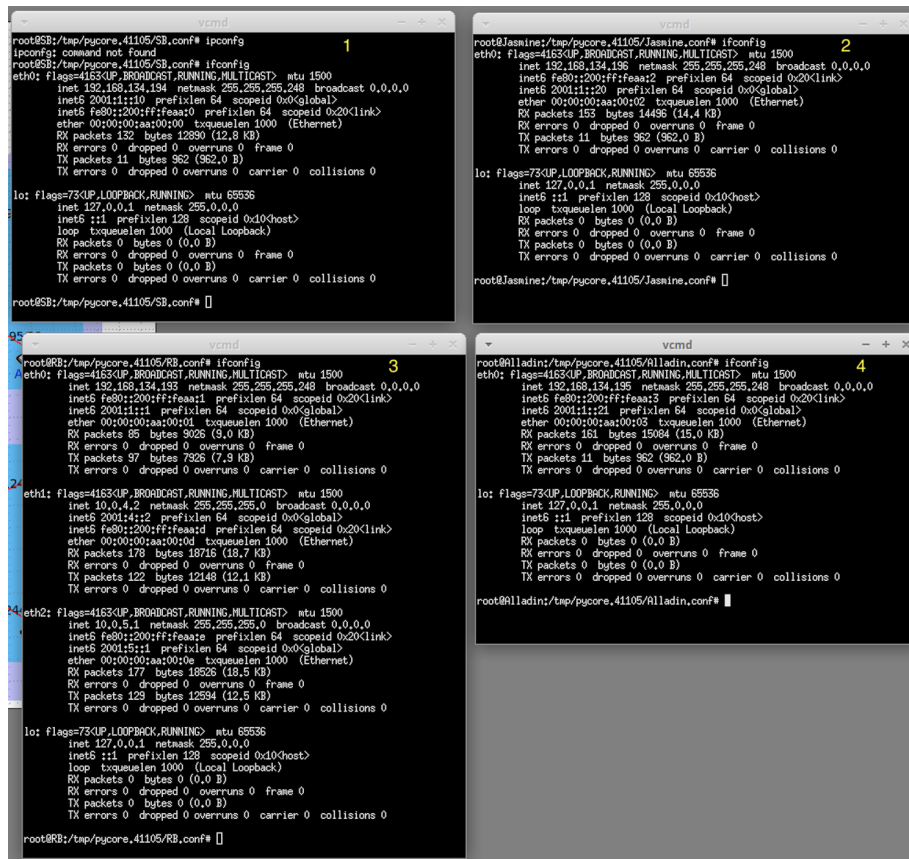 vcmd
root@SB:/tmp/pycore.41105/SB.conf# ipconfg
1
ipconfg: command not found
root@SB:/tmp/pycore.41105/SB.conf# ifconfig
eth0: flags=4163<UP,BROADCAST,RUNNING,MULTICAST> mtu 1500
inet 192.168.134.194 netmask 255.255.255.248 broadcast 0.0.0.0
inet6 2001:1::10 prefixlen 64 scopeid 0x0<global>
inet6 fe80::200:ff:feaa:0 prefixlen 64 scopeid 0x20<link>
ether 00:00:00:aa:00:00 txqueuelen 1000 (Ethernet)
RX packets 132 bytes 12890 (12.8 KB)
RX errors 0 dropped 0 overruns 0 frame 0
TX packets 11 bytes 962 (962.0 B)
TX errors 0 dropped 0 overruns 0 carrier 0 collisions 0
lo: flags=73<UP,LOOPBACK,RUNNING> mtu 65536
inet 127.0.0.1 netmask 255.0.0.0
inet6 ::1 prefixlen 128 scopeid 0x10<host>
loop txqueuelen 1000 (Local Loopback)
RX packets 0 bytes 0 (0.0 B)
RX errors 0 dropped 0 overruns 0 frame 0
TX packets 0 bytes 0 (0.0 B)
TX errors 0 dropped 0 overruns 0 carrier 0 collisions 0
root@SB:/tmp/pycore.41105/SB.conf#
vcmd
root@Jasmine:/tmp/pycore.41105/Jasmine.conf# ifconfig
2
eth0: flags=4163<UP,BROADCAST,RUNNING,MULTICAST> mtu 1500
inet 192.168.134.196 netmask 255.255.255.248 broadcast 0.0.0.0
inet6 fe80::200:ff:feaa:2 prefixlen 64 scopeid 0x20<link>
inet6 2001:1::20 prefixlen 64 scopeid 0x0<global>
ether 00:00:00:aa:00:02 txqueuelen 1000 (Ethernet)
RX packets 153 bytes 14496 (14.4 KB)
RX errors 0 dropped 0 overruns 0 frame 0
TX packets 11 bytes 962 (962.0 B)
TX errors 0 dropped 0 overruns 0 carrier 0 collisions 0
lo: flags=73<UP,LOOPBACK,RUNNING> mtu 65536
inet 127.0.0.1 netmask 255.0.0.0
inet6 ::1 prefixlen 128 scopeid 0x10<host>
loop txqueuelen 1000 (Local Loopback)
RX packets 0 bytes 0 (0.0 B)
RX errors 0 dropped 0 overruns 0 frame 0
TX packets 0 bytes 0 (0.0 B)
TX errors 0 dropped 0 overruns 0 carrier 0 collisions 0
root@Jasmine:/tmp/pycore.41105/Jasmine.conf#
vcmd
root@RB:/tmp/pycore.41105/RB.conf# ifconfig
3
eth0: flags=4163<UP,BROADCAST,RUNNING,MULTICAST> mtu 1500
inet 192.168.134.193 netmask 255.255.255.248 broadcast 0.0.0.0
inet6 fe80::200:ff:feaa:1 prefixlen 64 scopeid 0x20<link>
inet6 2001:1::1 prefixlen 64 scopeid 0x0<global>
ether 00:00:00:aa:00:01 txqueuelen 1000 (Ethernet)
RX packets 85 bytes 9026 (9.0 KB)
RX errors 0 dropped 0 overruns 0 frame 0
TX packets 97 bytes 7926 (7.9 KB)
TX errors 0 dropped 0 overruns 0 carrier 0 collisions 0
eth1: flags=4163<UP,BROADCAST,RUNNING,MULTICAST> mtu 1500
inet 10.0.4.2 netmask 255.255.255.0 broadcast 0.0.0.0
inet6 2001:4::2 prefixlen 64 scopeid 0x0<global>
inet6 fe80::200:ff:feaa:d prefixlen 64 scopeid 0x20<link>
ether 00:00:00:aa:00:0d txqueuelen 1000 (Ethernet)
RX packets 178 bytes 18716 (18.7 KB)
RX errors 0 dropped 0 overruns 0 frame 0
TX packets 122 bytes 12148 (12.1 KB)
TX errors 0 dropped 0 overruns 0 carrier 0 collisions 0
eth2: flags=4163<UP,BROADCAST,RUNNING,MULTICAST> mtu 1500
inet 10.0.5.1 netmask 255.255.255.0 broadcast 0.0.0.0
inet6 fe80::200:ff:feaa:e prefixlen 64 scopeid 0x20<link>
inet6 2001:5::1 prefixlen 64 scopeid 0x0<global>
ether 00:00:00:aa:00:0e txqueuelen 1000 (Ethernet)
RX packets 177 bytes 18526 (18.5 KB)
RX errors 0 dropped 0 overruns 0 frame 0
TX packets 129 bytes 12594 (12.5 KB)
TX errors 0 dropped 0 overruns 0 carrier 0 collisions 0
lo: flags=73<UP,LOOPBACK,RUNNING> mtu 65536
inet 127.0.0.1 netmask 255.0.0.0
inet6 ::1 prefixlen 128 scopeid 0x10<host>
loop txqueuelen 1000 (Local Loopback)
RX packets 0 bytes 0 (0.0 B)
RX errors 0 dropped 0 overruns 0 frame 0
TX packets 0 bytes 0 (0.0 B)
TX errors 0 dropped 0 overruns 0 carrier 0 collisions 0
root@RB:/tmp/pycore.41105/RB.conf#
vcmd
root@Alladin:/tmp/pycore.41105/Alladin.conf# ifconfig
4
eth0: flags=4163<UP,BROADCAST,RUNNING,MULTICAST> mtu 1500
inet 192.168.134.195 netmask 255.255.255.248 broadcast 0.0.0.0
inet6 fe80::200:ff:feaa:3 prefixlen 64 scopeid 0x20<link>
inet6 2001:1::21 prefixlen 64 scopeid 0x0<global>
ether 00:00:00:aa:00:03 txqueuelen 1000 (Ethernet)
RX packets 161 bytes 15084 (15.0 KB)
RX errors 0 dropped 0 overruns 0 frame 0
TX packets 11 bytes 962 (962.0 B)
TX errors 0 dropped 0 overruns 0 carrier 0 collisions 0
lo: flags=73<UP,LOOPBACK,RUNNING> mtu 65536
inet 127.0.0.1 netmask 255.0.0.0
inet6 ::1 prefixlen 128 scopeid 0x10<host>
loop txqueuelen 1000 (Local Loopback)
RX packets 0 bytes 0 (0.0 B)
RX errors 0 dropped 0 overruns 0 frame 0
TX packets 0 bytes 0 (0.0 B)
TX errors 0 dropped 0 overruns 0 carrier 0 collisions 0
root@Alladin:/tmp/pycore.41105/Alladin.conf#